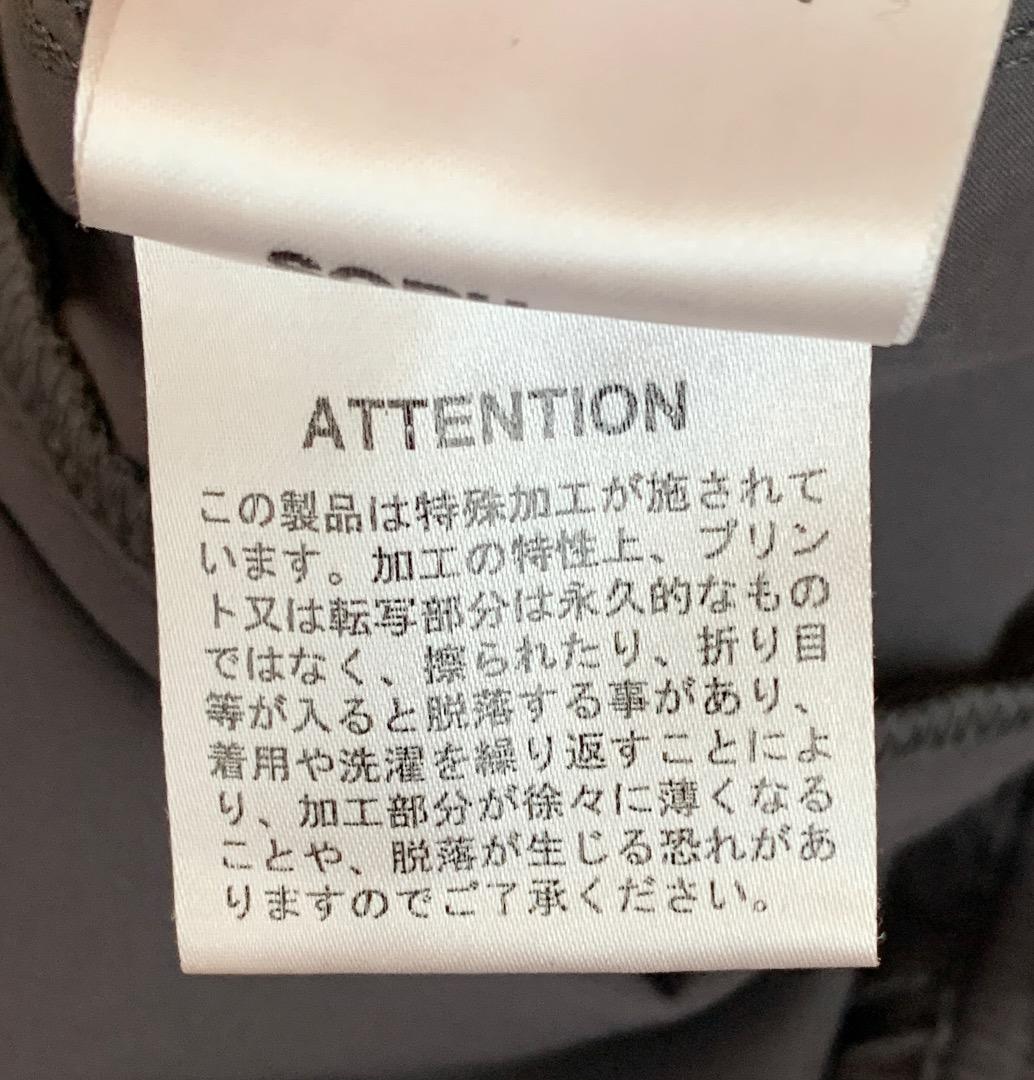 ATTENTION
この製品は特殊加工が施されて
います。加工の特性上、プリン
ト又は転写部分は永久的なもの
ではなく、擦られたり、折り目
等が入ると脱落する事があり、
着用や洗濯を繰り返すことによ
り、加工部分が徐々に薄くなる
ことや、脱落が生じる恐れがあ
りますのでご了承ください。